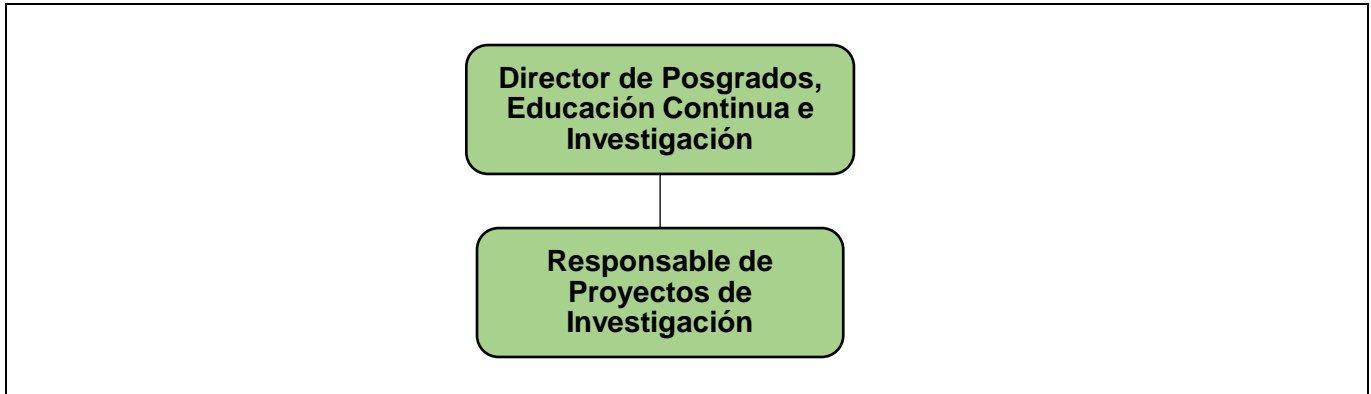 Director de Posgrados,
Educación Continua e
Investigación
Responsable de
Proyectos de
Investigación